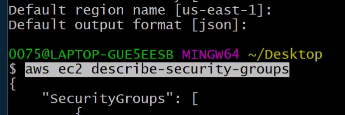 Default region name [us-east-1]:
Default output format [json]:
0075@LAPTOP-GUE5EESB MINGW64 ~/Desktop
$ aws ec2 describe-security-groups
{
"SecurityGroups": [
{